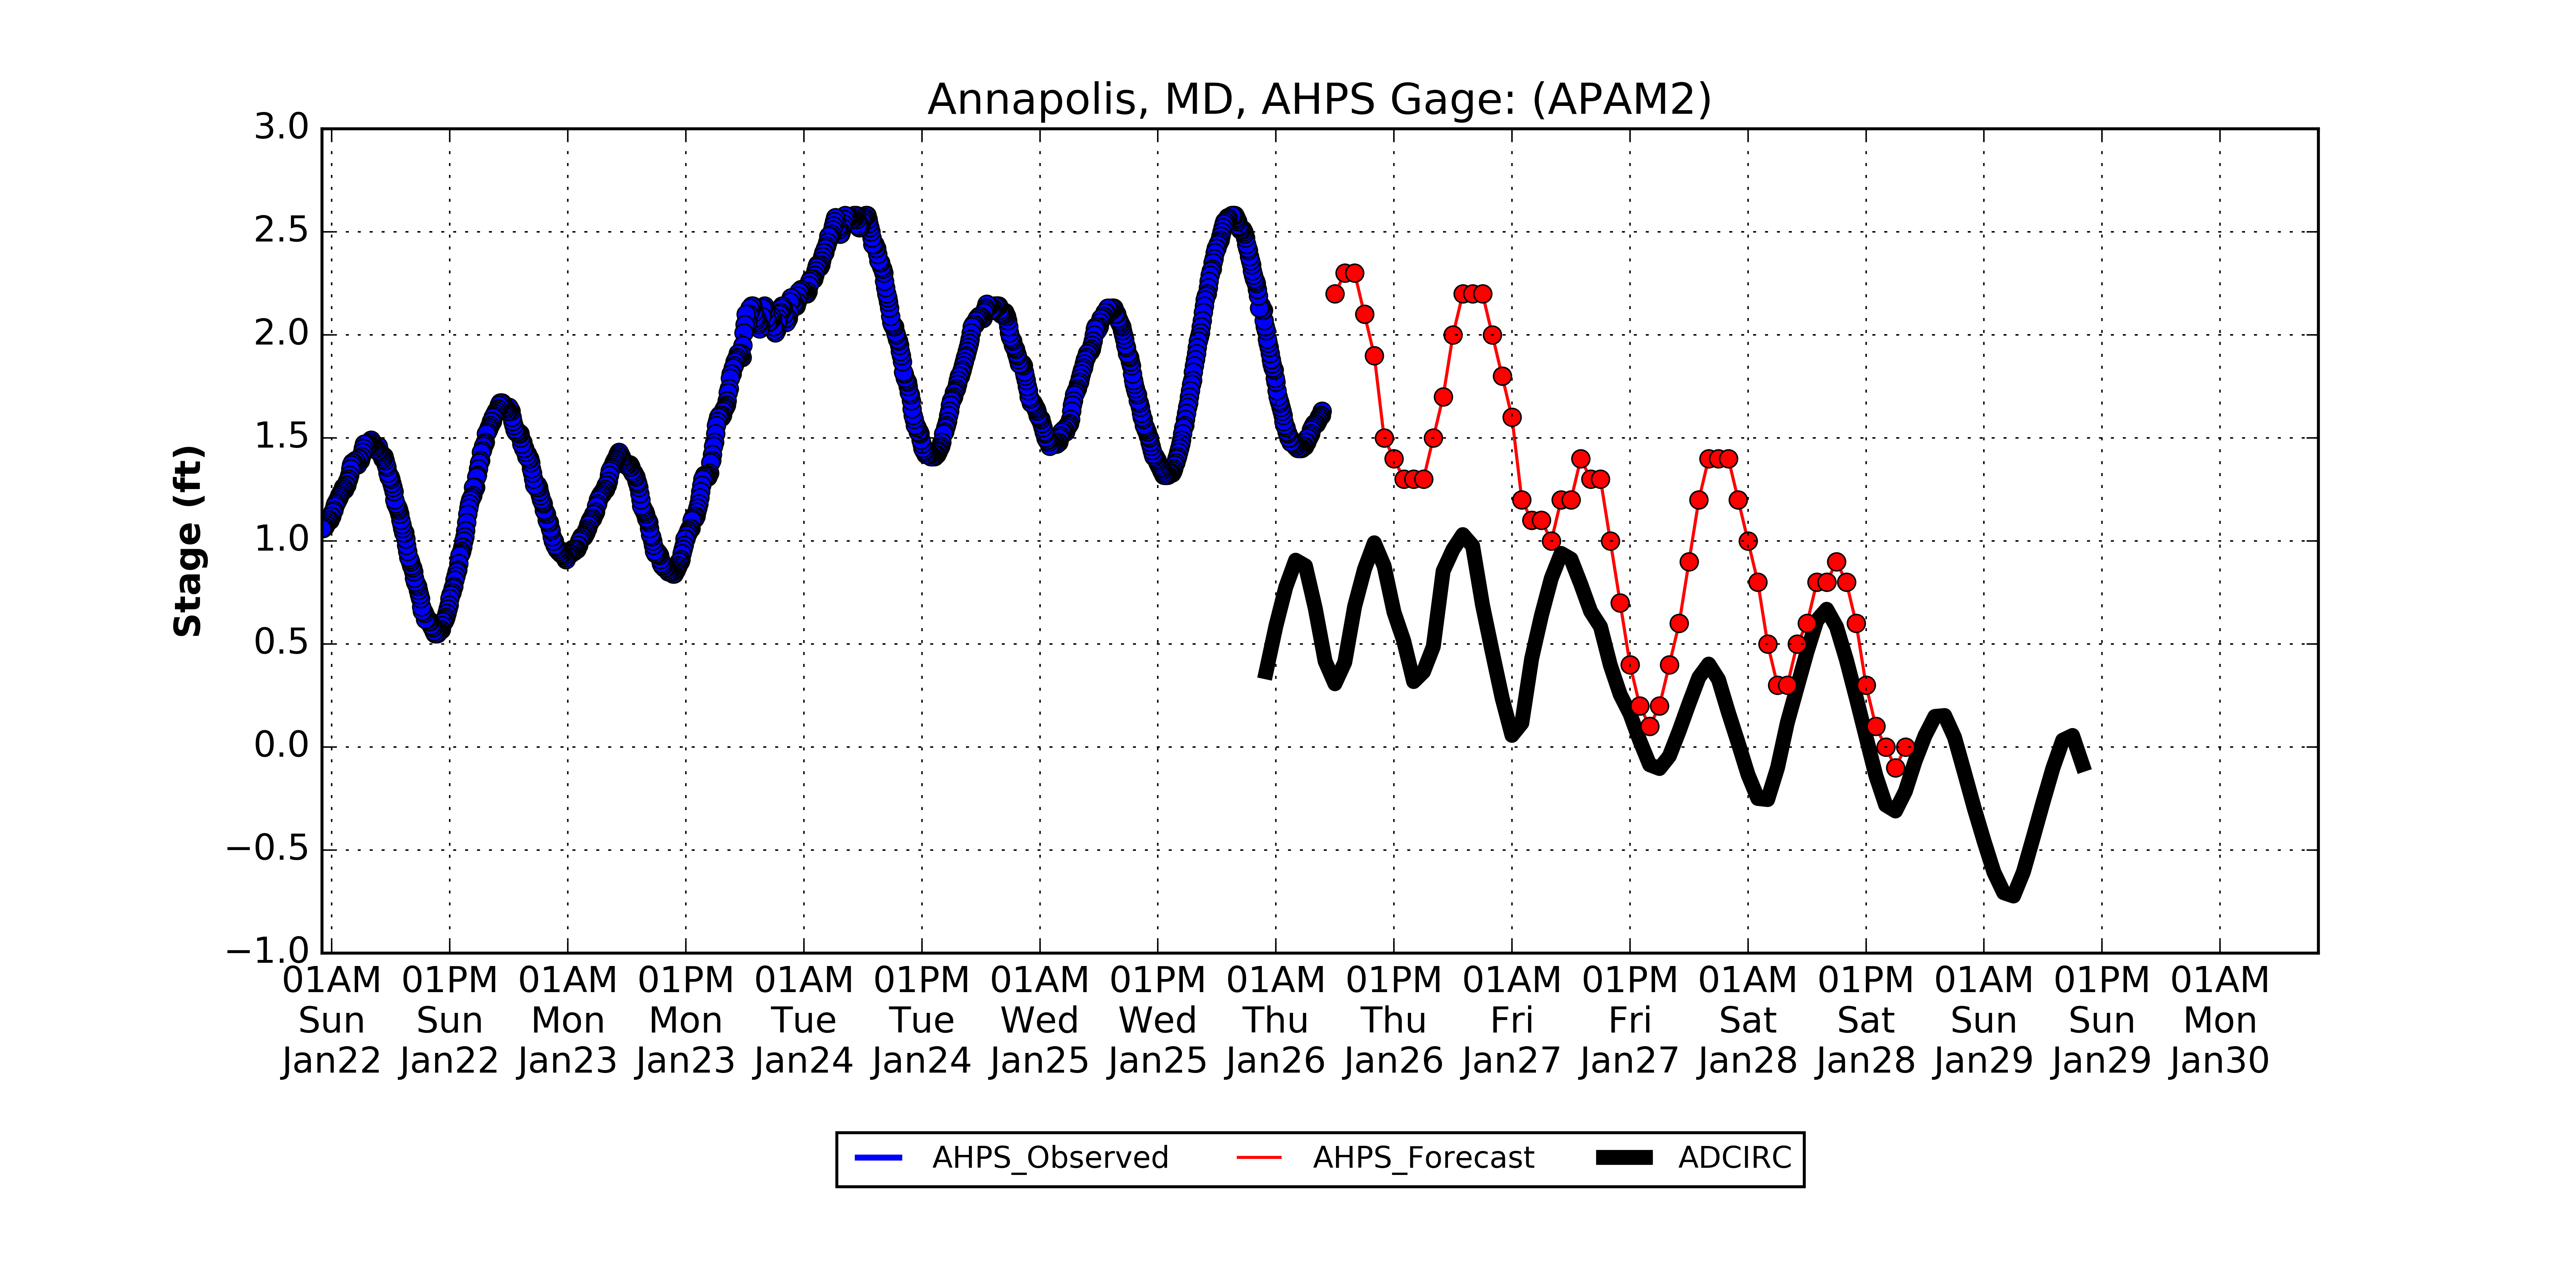 Annapolis, MD, AHPS Gage: (APAM2)
3.0
2.5
2.0
1.5
1.0
0.5
0.0
−0.5
−1.0
Stage (ft)
01AM 01PM 01AM 01PM 01AM 01PM 01AM 01PM 01AM 01PM 01AM 01PM 01AM 01PM 01AM 01PM 01AM
Sun Sun Mon Mon Tue Tue Wed Wed Thu Thu Fri Fri Sat Sat Sun Sun Mon
Jan22 Jan22 Jan23 Jan23 Jan24 Jan24 Jan25 Jan25 Jan26 Jan26 Jan27 Jan27 Jan28 Jan28 Jan29 Jan29 Jan30
AHPS_Observed AHPS_Forecast ADCIRC